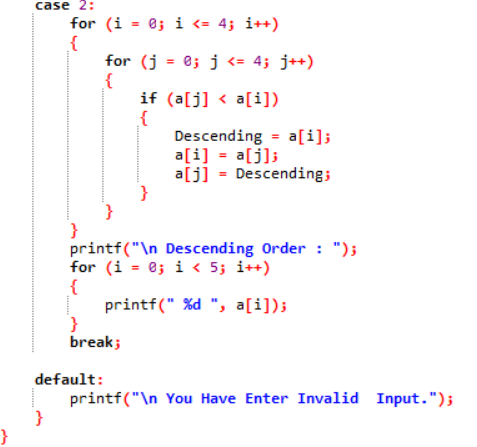 case 2:
for (i = 0; i <= 4; i++)
{
for (j = 0; j <= 4; j++)
{
if (a[j] < a[i])
{
Descending = a[i];
a[i] = a[j];
a[j] = Descending;
}
}
}
printf("\n Descending Order : ");
for (i = 0; i < 5; i++)
{
printf(" %d ", a[i]);
}
break;
default:
printf("\n You Have Enter Invalid  Input.");
}
}